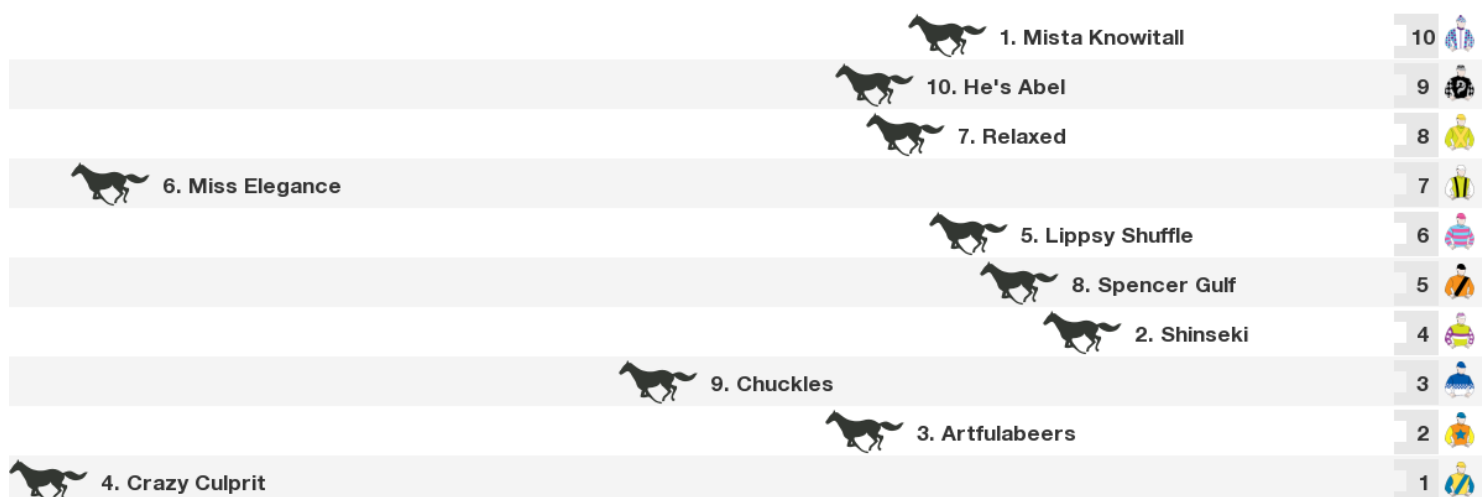 1. Mista Knowitall 10
10. He's Abel 9
7. Relaxed 8
6. Miss Elegance 7
5. Lippsy Shuffle 6
8. Spencer Gulf 5
2. Shinseki 4
9. Chuckles 3
3. Artfulabeers 2
4. Crazy Culprit 1